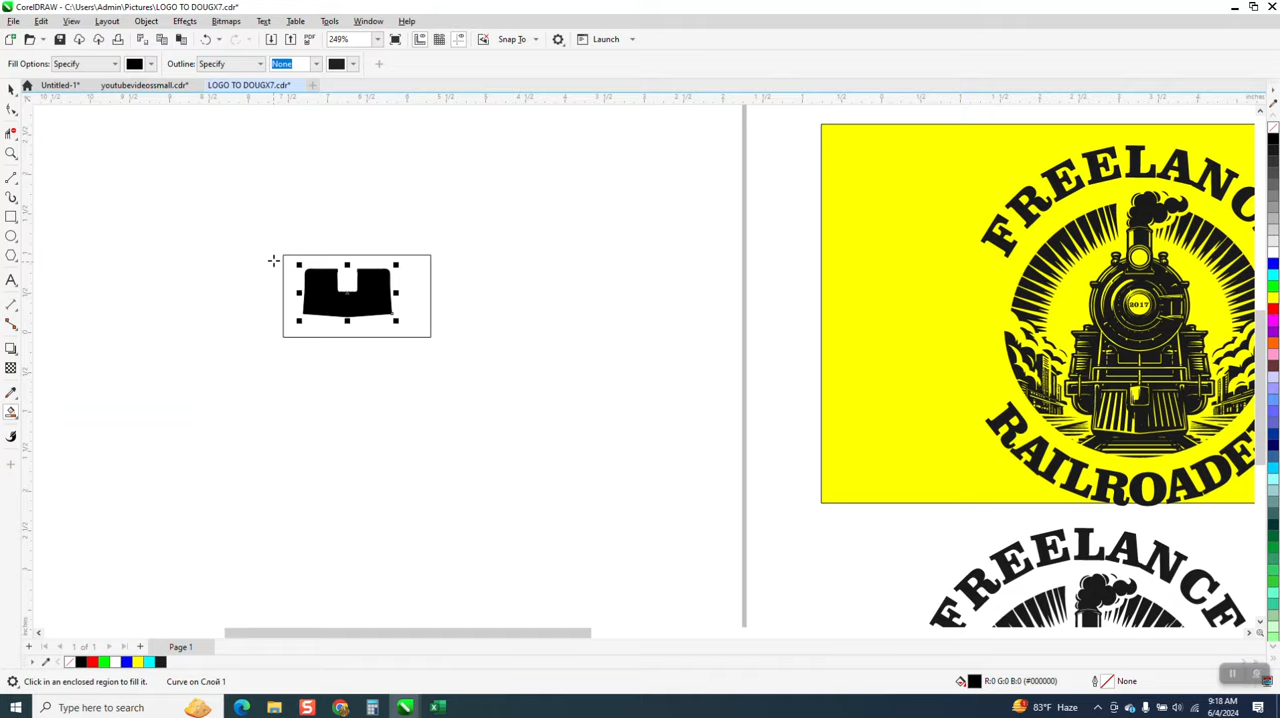 CorelDRAW - C:\Users\Admin\Pictures\LOGO TO DOUGX7.cdr*
File Edit View Layout Object Effects Bitmaps Text Table Tools Window Help
249% Snap To Launch
Fill Options: Specify Outline: Specify None
Untitled-1* youtubevideossmall.cdr* LOGO TO DOUGX7.cdr*
inches
FREELANC
2017
RAILROADE
FREELANCE
1 of 1 Page 1
Click in an enclosed region to fill it. Curve on Слой 1 R:0 G:0 B:0 (#000000) None
Type here to search 83°F Haze 9:18 AM
6/4/2024